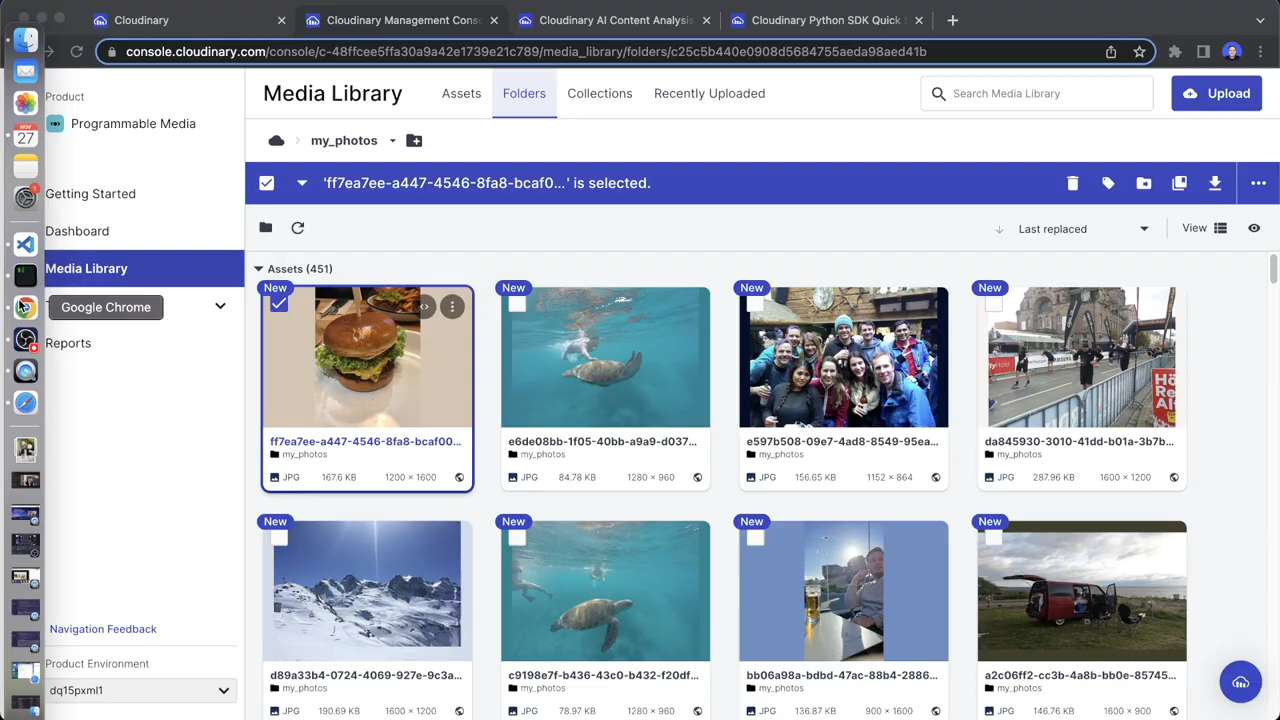 Cloudinary
Cloudinary Management Conso
Cloudinary AI Content Analysis
Cloudinary Python SDK Quick S
console.cloudinary.com/console/c-48ffcee5ffa30a9a42e1739e21c789/media_library/folders/c25c5b440e0908d5684755aeda98aed41b
Product
Programmable Media
Getting Started
Dashboard
Media Library
Google Chrome
Reports
Navigation Feedback
Product Environment
dq15pxml1
NOV
27
Media Library
Assets
Folders
Collections
Recently Uploaded
Search Media Library
Upload
my_photos
'ff7ea7ee-a447-4546-8fa8-bcaf0...' is selected.
Last replaced
View
Assets (451)
New
New
New
New
ff7ea7ee-a447-4546-8fa8-bcaf00...
e6de08bb-1f05-40bb-a9a9-d037...
e597b508-09e7-4ad8-8549-95ea...
da845930-3010-41dd-b01a-3b7b...
my_photos
my_photos
my_photos
my_photos
JPG 167.6 KB 1200 × 1600
JPG 84.78 KB 1280 × 960
JPG 156.65 KB 1152 × 864
JPG 287.96 KB 1600 × 1200
New
New
New
New
d89a33b4-0724-4069-927e-9c3a...
c9198e7f-b436-43c0-b432-f20df...
bb06a98a-bdbd-47ac-88b4-2886...
a2c06ff2-cc3b-4a8b-bb0e-85745...
my_photos
my_photos
my_photos
my_photos
JPG 190.69 KB 1600 × 1200
JPG 78.97 KB 1280 × 960
JPG 136.87 KB 900 × 1600
JPG 146.76 KB 1600 × 900